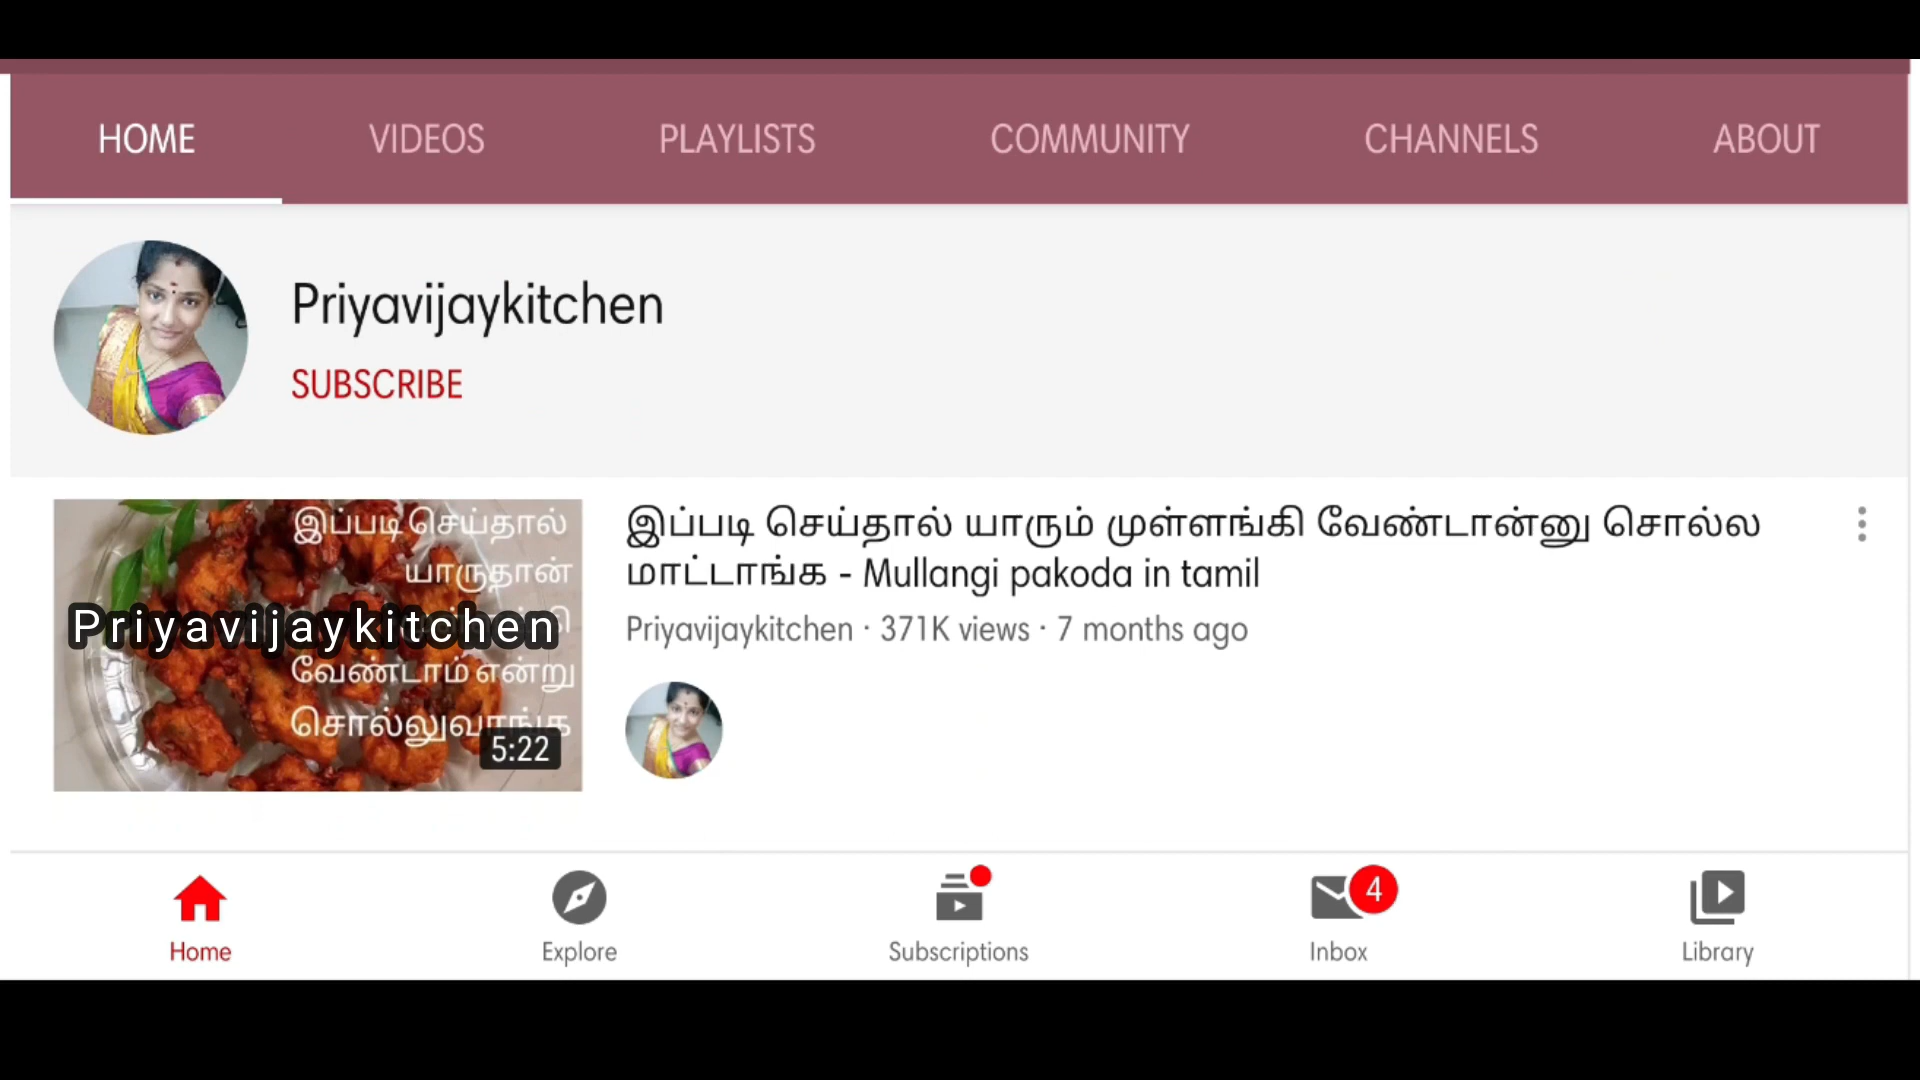 HOME VIDEOS PLAYLISTS COMMUNITY CHANNELS ABOUT
Priyavijaykitchen
SUBSCRIBE
இப்படி செய்தால்
யாருதான்
Priyavijaykitchen
வேண்டாம் என்று
சொல்லுவாங்க
5:22
இப்படி செய்தால் யாரும் முள்ளங்கி வேண்டான்னு சொல்ல
மாட்டாங்க - Mullangi pakoda in tamil
Priyavijaykitchen · 371K views · 7 months ago
4
Home Explore Subscriptions Inbox Library